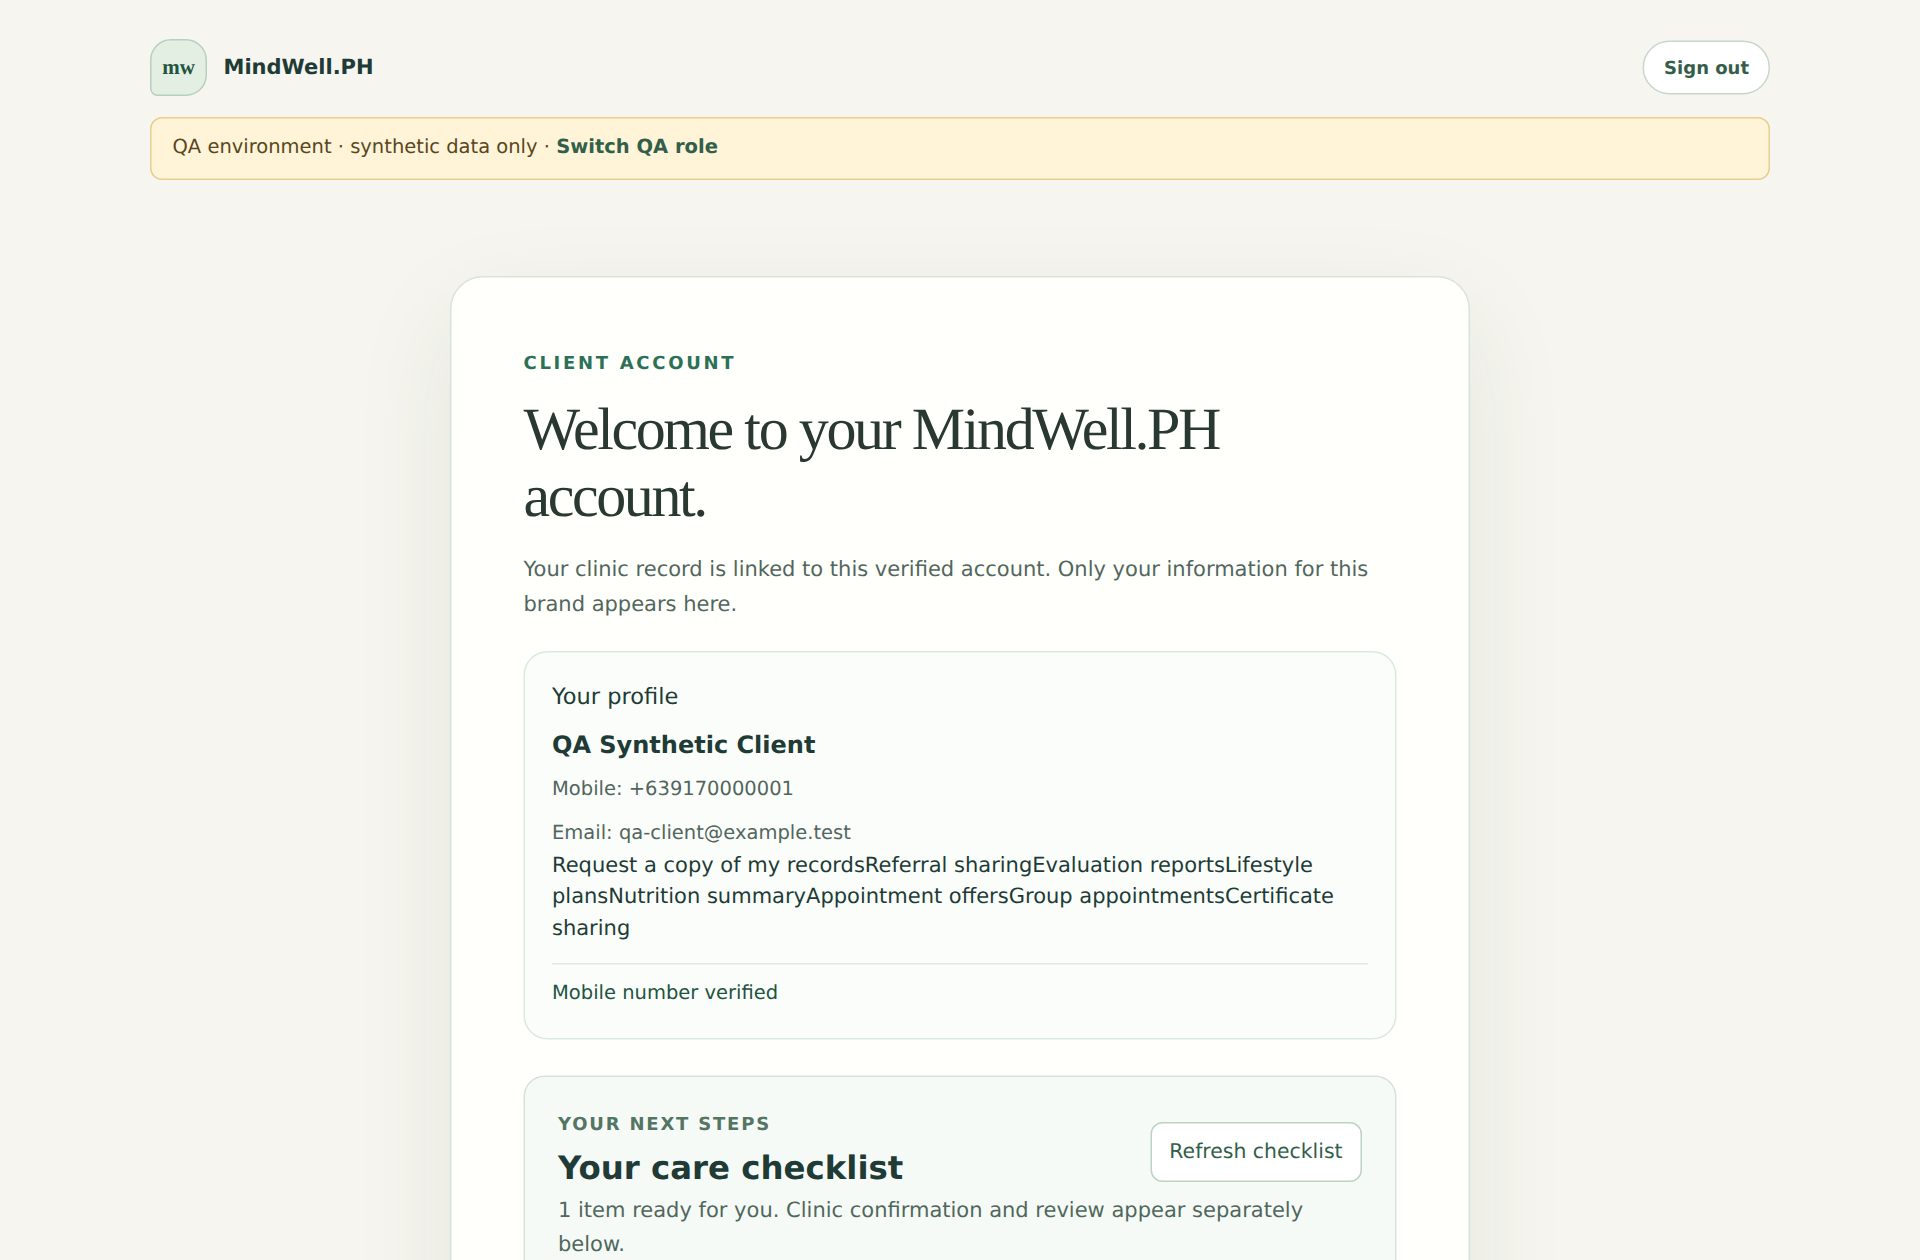 mw
MindWell.PH
Sign out
QA environment · synthetic data only · Switch QA role
CLIENT ACCOUNT
Welcome to your MindWell.PH
account.
Your clinic record is linked to this verified account. Only your information for this
brand appears here.
Your profile
QA Synthetic Client
Mobile: +639170000001
Email: qa-client@example.test
Request a copy of my recordsReferral sharingEvaluation reportsLifestyle
plansNutrition summaryAppointment offersGroup appointmentsCertificate
sharing
Mobile number verified
YOUR NEXT STEPS
Your care checklist
Refresh checklist
1 item ready for you. Clinic confirmation and review appear separately
below.